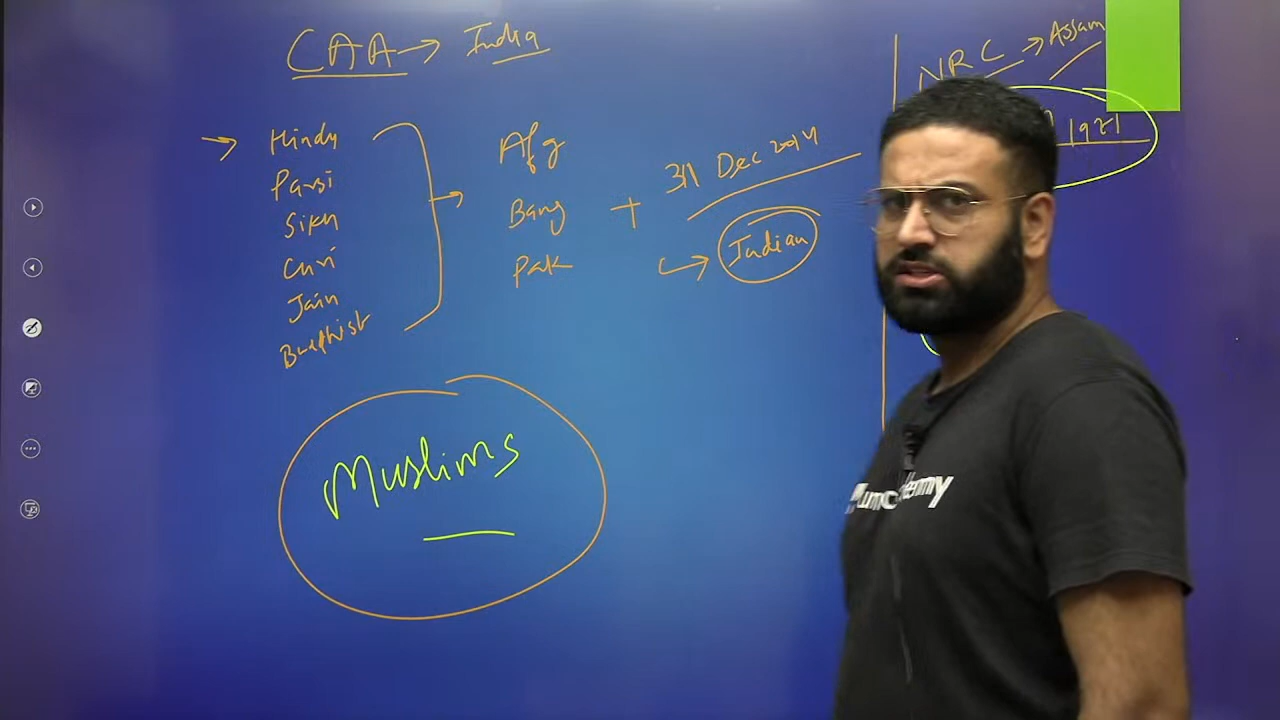 CAA → India
→ Hindu
Parsi
Sikh
Chri
Jain
Buddhist
Afg
Bang
Pak
+ 31 Dec 2014
↪ Indian
Muslims
NRC → Assam
1971